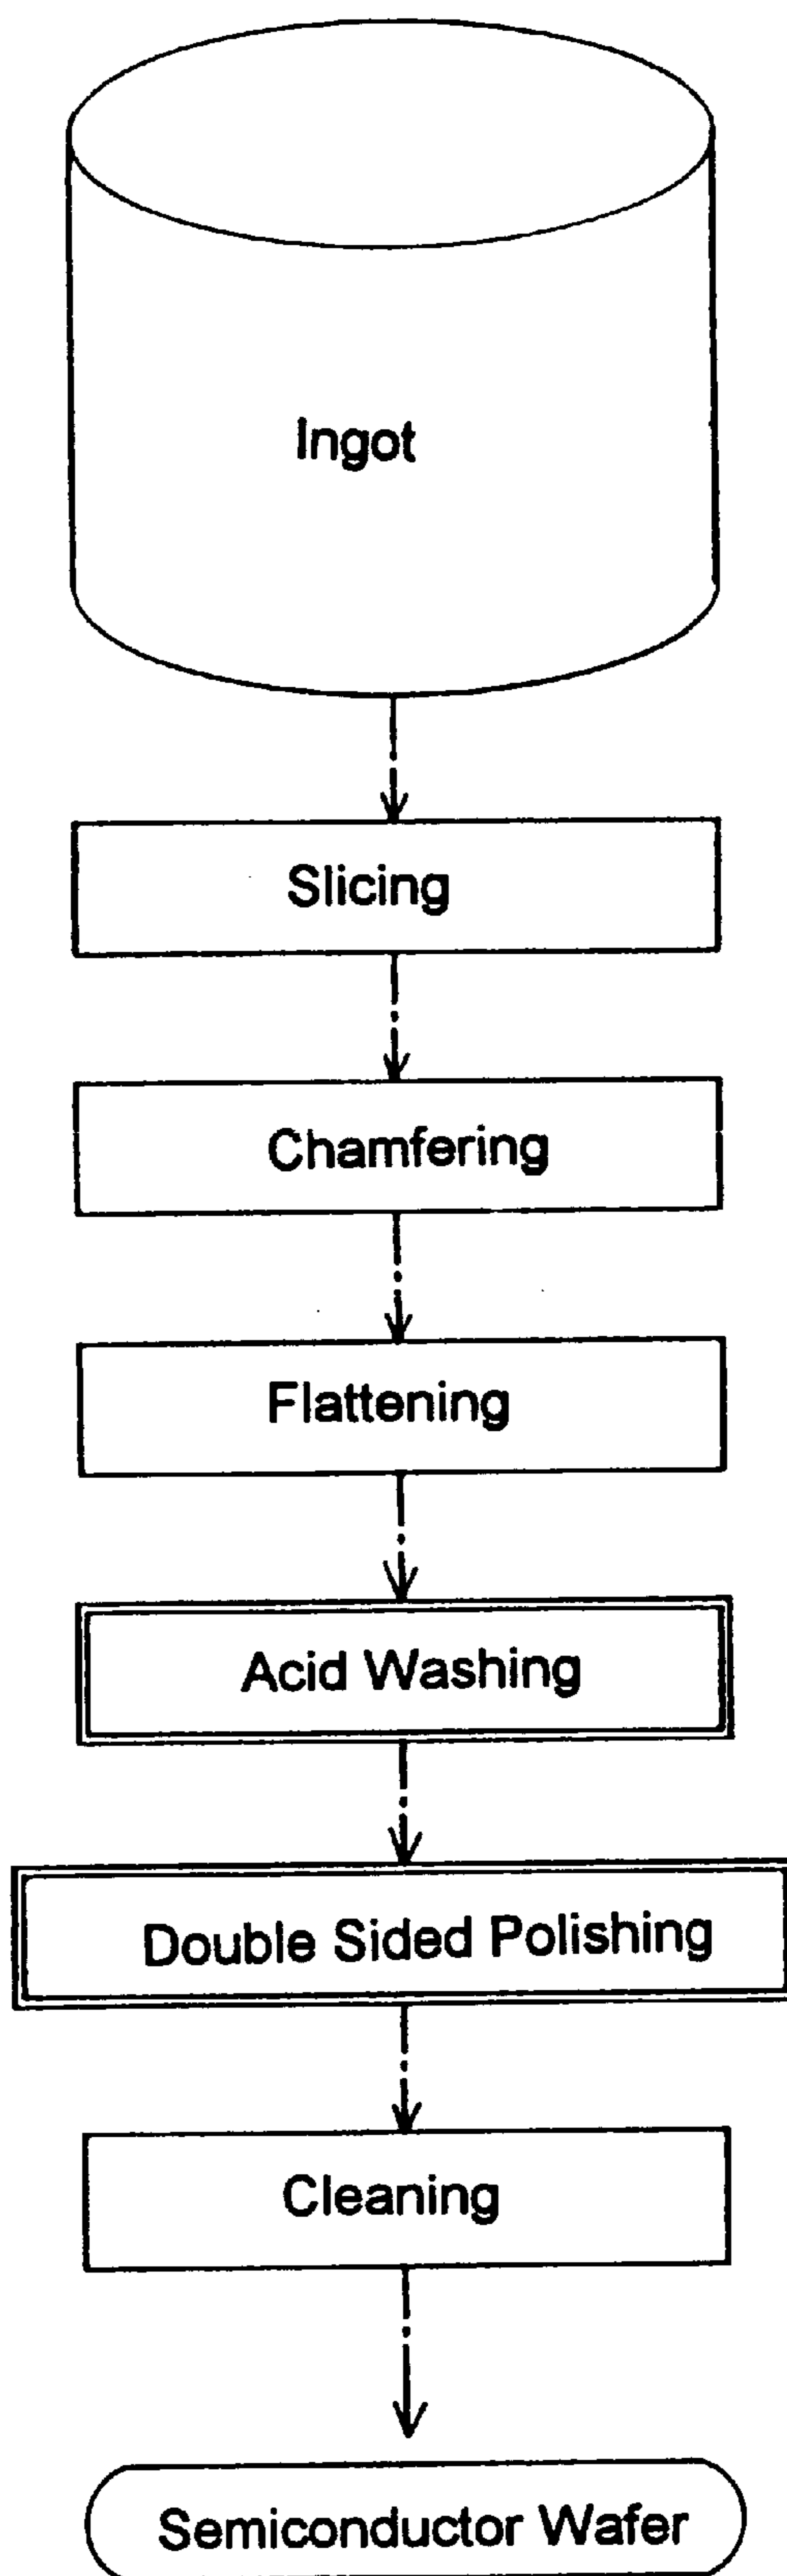 Ingot
Slicing
Chamfering
Flattening
Acid Washing
Double Sided Polishing
Cleaning
Semiconductor Wafer